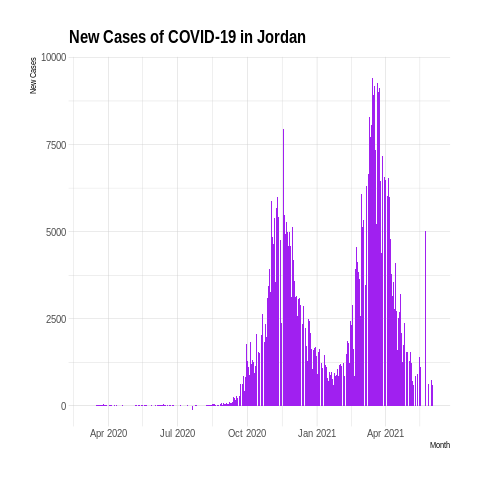 New Cases of COVID-19 in Jordan
New Cases
10000
7500
5000
2500
0
Apr 2020 Jul 2020 Oct 2020 Jan 2021 Apr 2021
Month